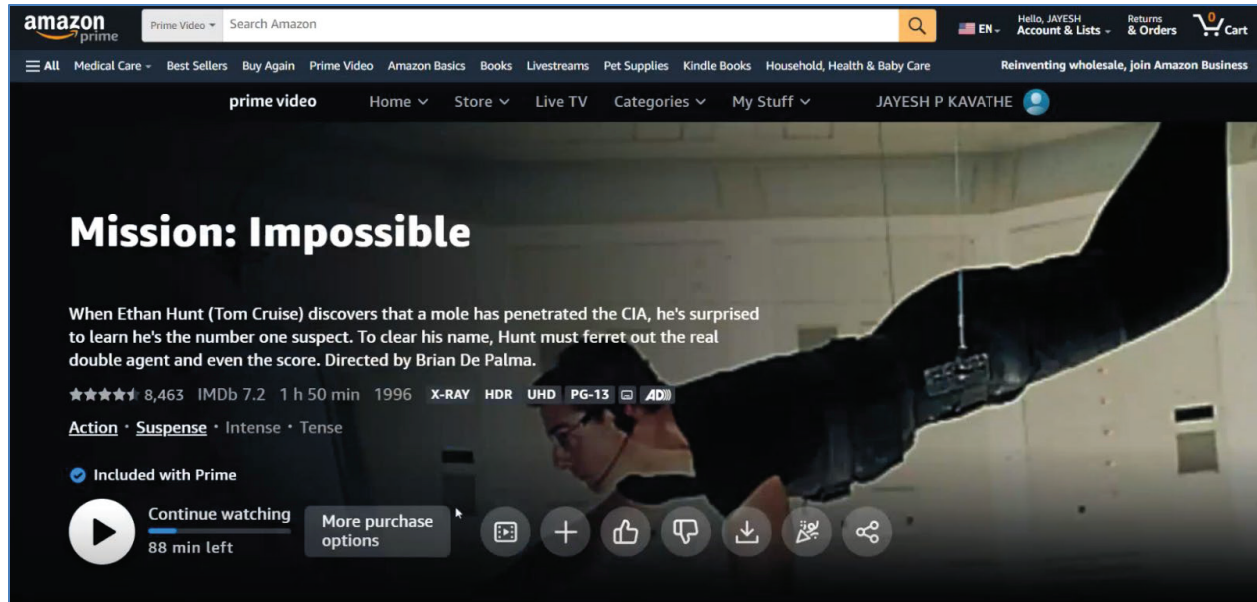 amazon prime
Prime Video
Search Amazon
EN
Hello, JAYESH
Account & Lists
Returns
& Orders
0
Cart
All Medical Care Best Sellers Buy Again Prime Video Amazon Basics Books Livestreams Pet Supplies Kindle Books Household, Health & Baby Care Reinventing wholesale, join Amazon Business
prime video Home Store Live TV Categories My Stuff JAYESH P KAVATHE
Mission: Impossible
When Ethan Hunt (Tom Cruise) discovers that a mole has penetrated the CIA, he's surprised
to learn he's the number one suspect. To clear his name, Hunt must ferret out the real
double agent and even the score. Directed by Brian De Palma.
8,463 IMDb 7.2 1 h 50 min 1996 X-RAY HDR UHD PG-13 AD
Action · Suspense · Intense · Tense
Included with Prime
Continue watching
88 min left
More purchase
options